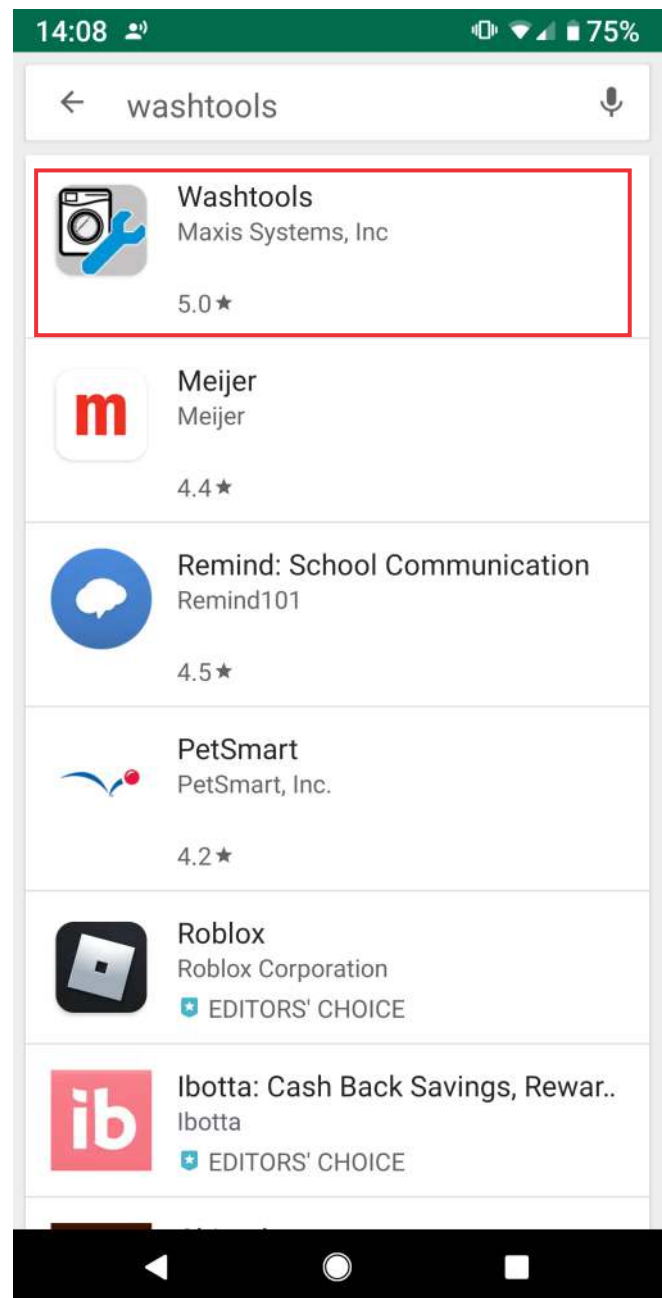 14:08
75%
washtools
Washtools
Maxis Systems, Inc
5.0★
m
Meijer
Meijer
4.4★
Remind: School Communication
Remind101
4.5★
PetSmart
PetSmart, Inc.
4.2★
Roblox
Roblox Corporation
EDITORS' CHOICE
ib
Ibotta: Cash Back Savings, Rewar..
Ibotta
EDITORS' CHOICE